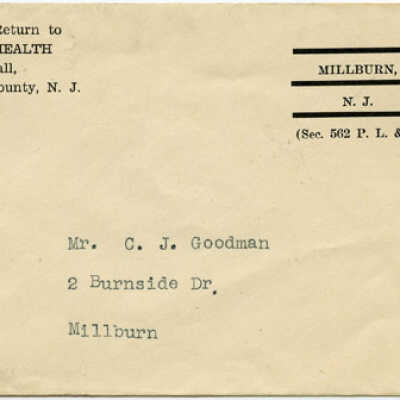 Return to
HEALTH
all,
ounty, N. J.
MILLBURN,
N. J.
(Sec. 562 P. L. &
Mr. C. J. Goodman
2 Burnside Dr.
Millburn